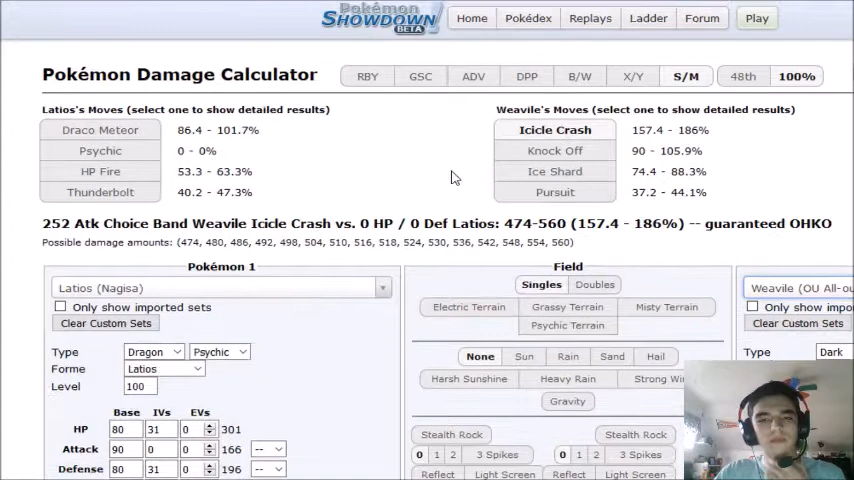 Pokémon
SHOWDOWN!
BETA
Home Pokédex Replays Ladder Forum Play
Pokémon Damage Calculator RBY GSC ADV DPP B/W X/Y S/M 48th 100%
Latios's Moves (select one to show detailed results) Weavile's Moves (select one to show detailed results)
Draco Meteor 86.4 - 101.7% Icicle Crash 157.4 - 186%
Psychic 0 - 0% Knock Off 90 - 105.9%
HP Fire 53.3 - 63.3% Ice Shard 74.4 - 88.3%
Thunderbolt 40.2 - 47.3% Pursuit 37.2 - 44.1%
252 Atk Choice Band Weavile Icicle Crash vs. 0 HP / 0 Def Latios: 474-560 (157.4 - 186%) -- guaranteed OHKO
Possible damage amounts: (474, 480, 486, 492, 498, 504, 510, 516, 518, 524, 530, 536, 542, 548, 554, 560)
Pokémon 1 Field
Latios (Nagisa) Singles Doubles Weavile (OU All-ou
Only show imported sets Electric Terrain Grassy Terrain Misty Terrain Only show impor
Clear Custom Sets Psychic Terrain Clear Custom Sets
Type Dragon Psychic None Sun Rain Sand Hail Type Dark
Forme Latios
Level 100 Harsh Sunshine Heavy Rain Strong Win
Gravity
Base IVs EVs
HP 80 31 0 301 Stealth Rock Stealth Rock
Attack 90 0 0 166 -- 0 1 2 3 Spikes 0 1 2 3 Spikes
Defense 80 31 0 196 -- Reflect Light Screen Reflect Light Screen